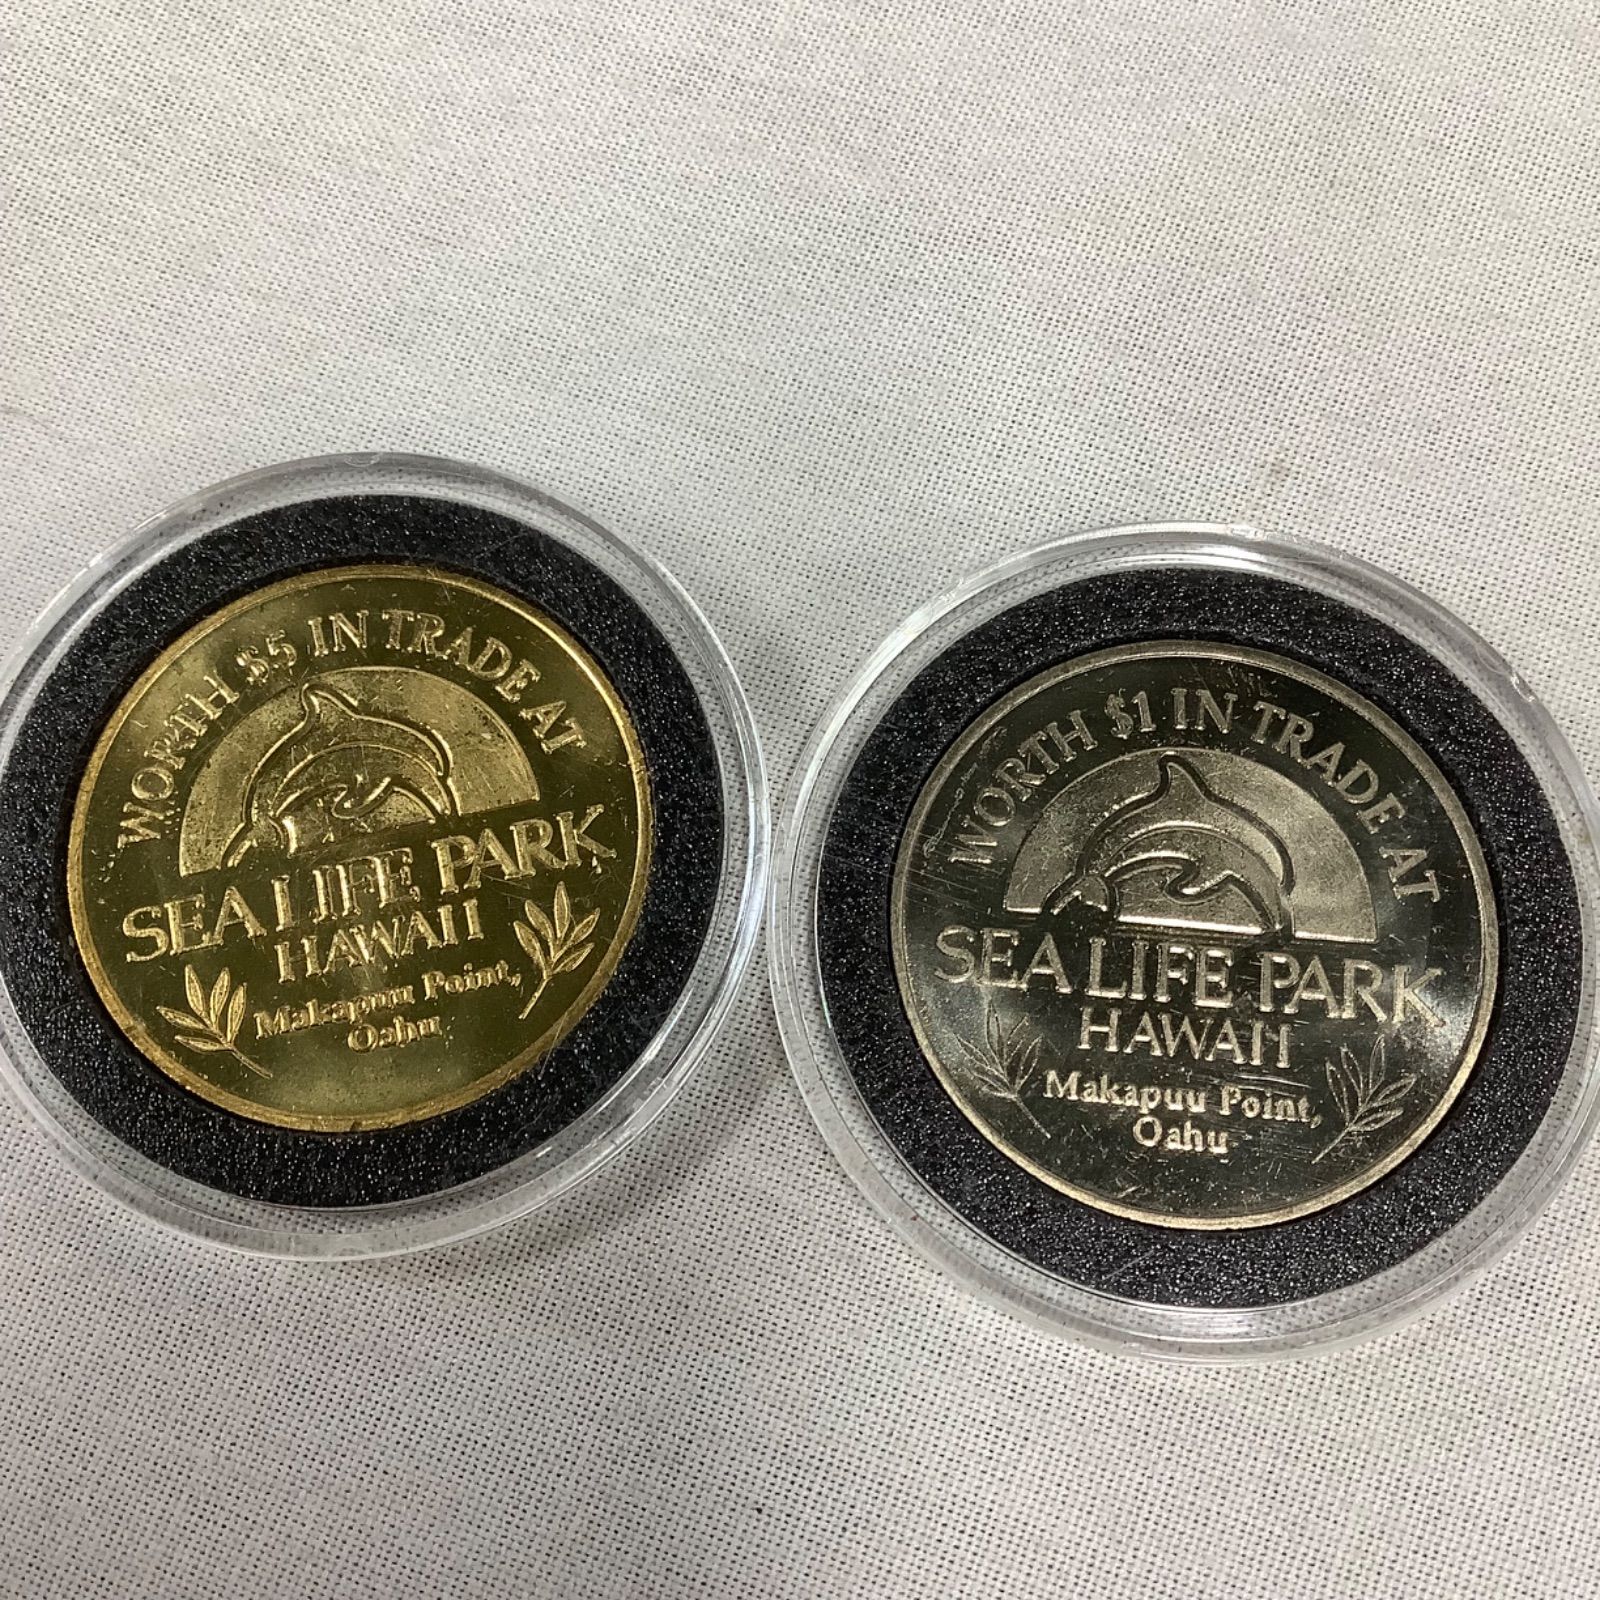 WORTH $5 IN TRADE AT
SEA LIFE PARK
HAWAII
Makapuu Point,
Oahu
WORTH $1 IN TRADE AT
SEA LIFE PARK
HAWAII
Makapuu Point,
Oahu